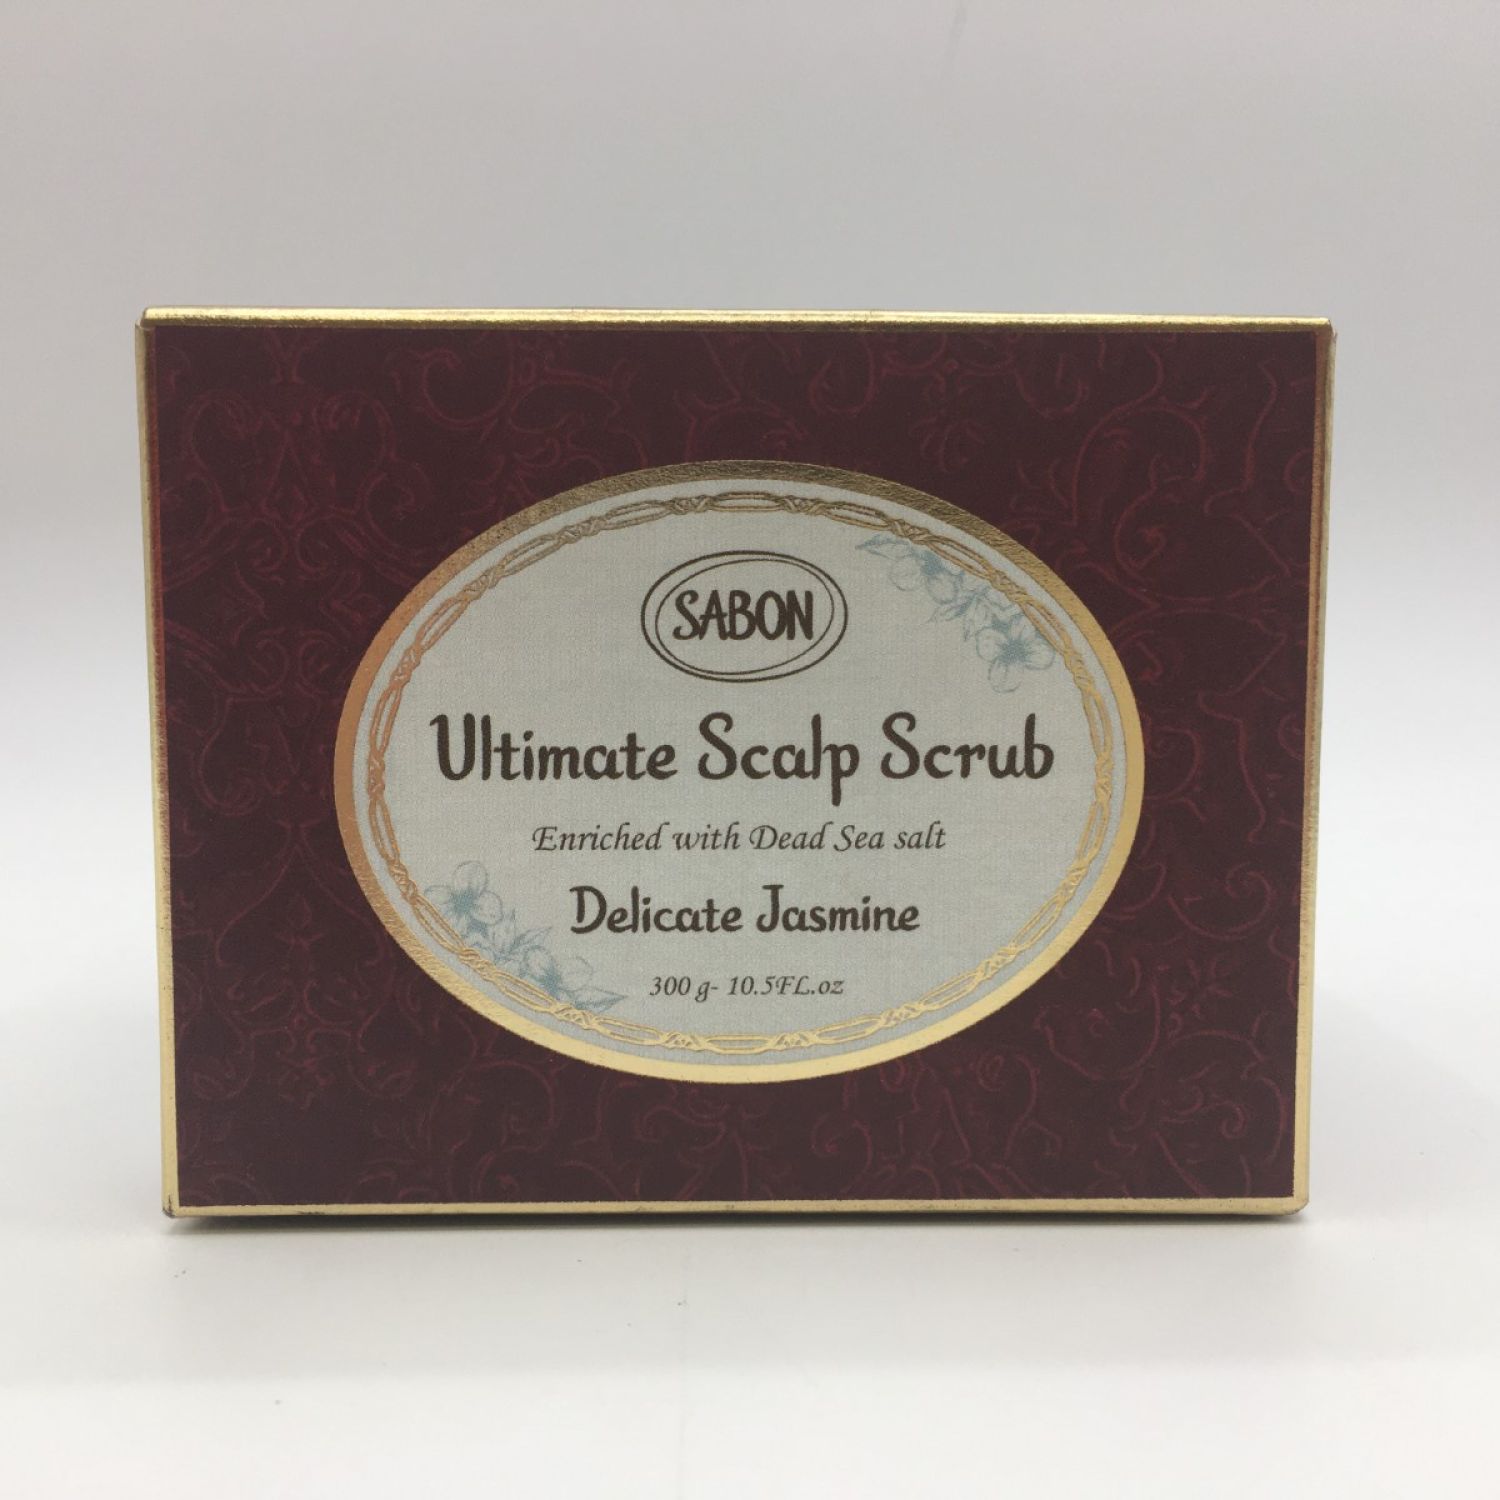 SABON
Ultimate Scalp Scrub
Enriched with Dead Sea salt
Delicate Jasmine
300 g- 10.5FL.oz